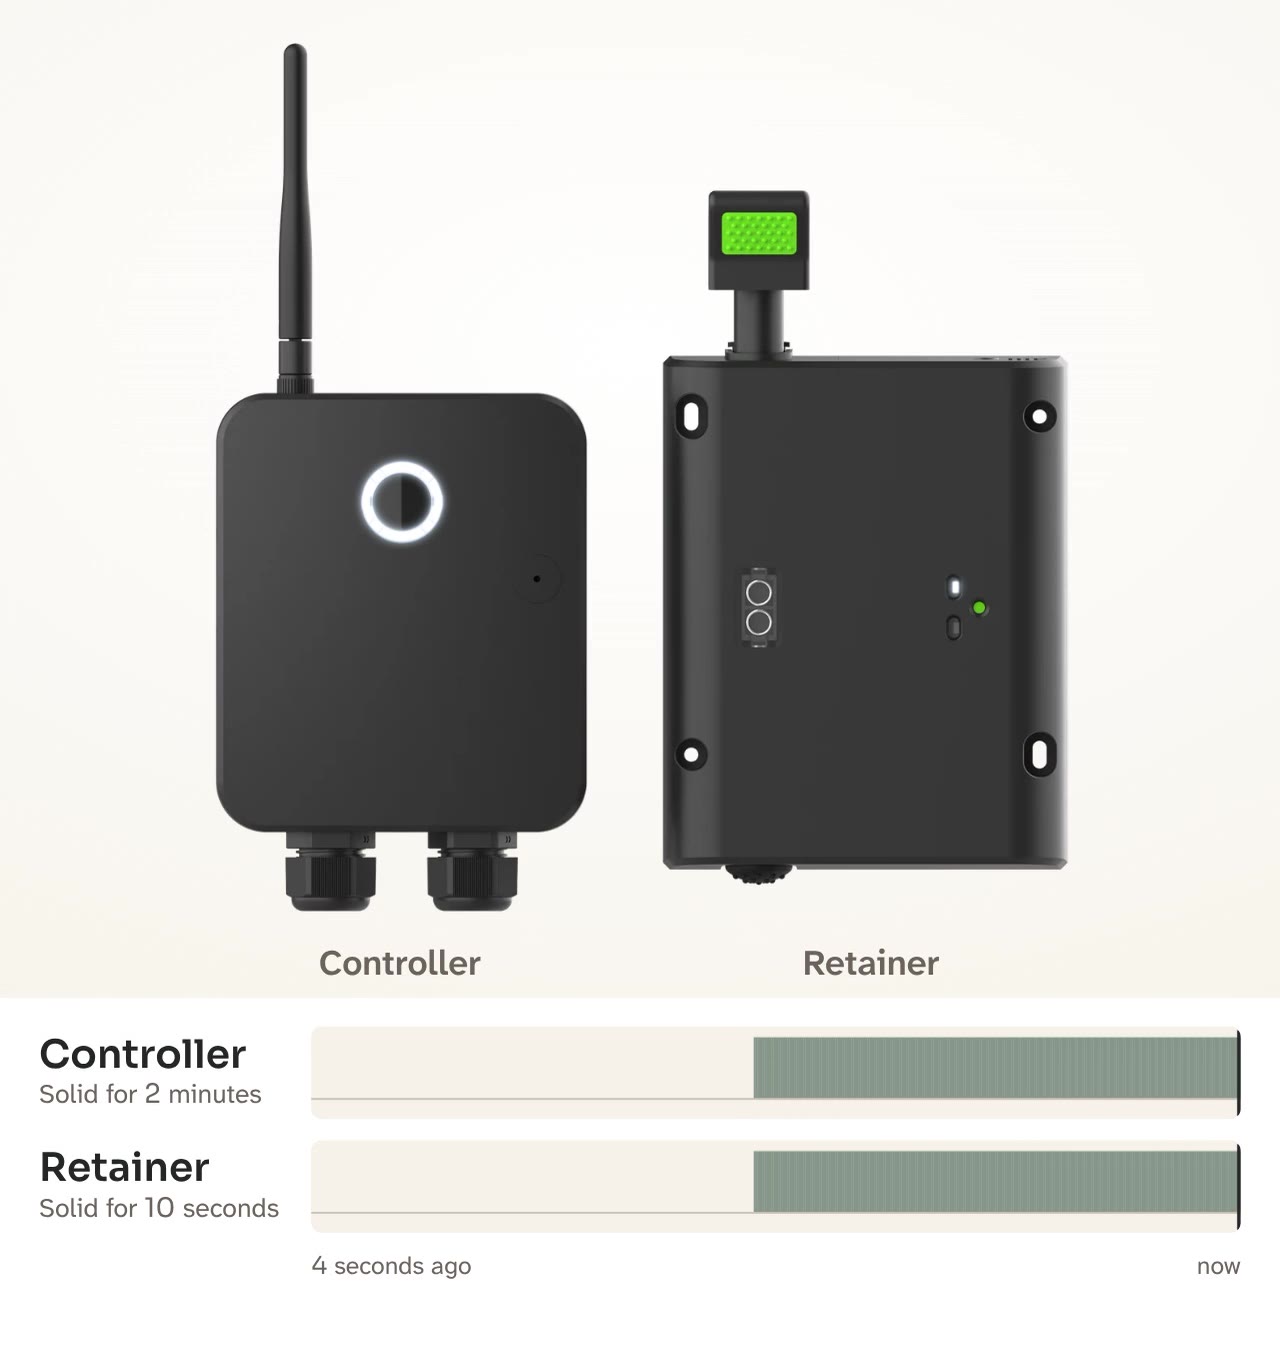 Controller
Retainer
Controller
Solid for 2 minutes
Retainer
Solid for 10 seconds
4 seconds ago
now